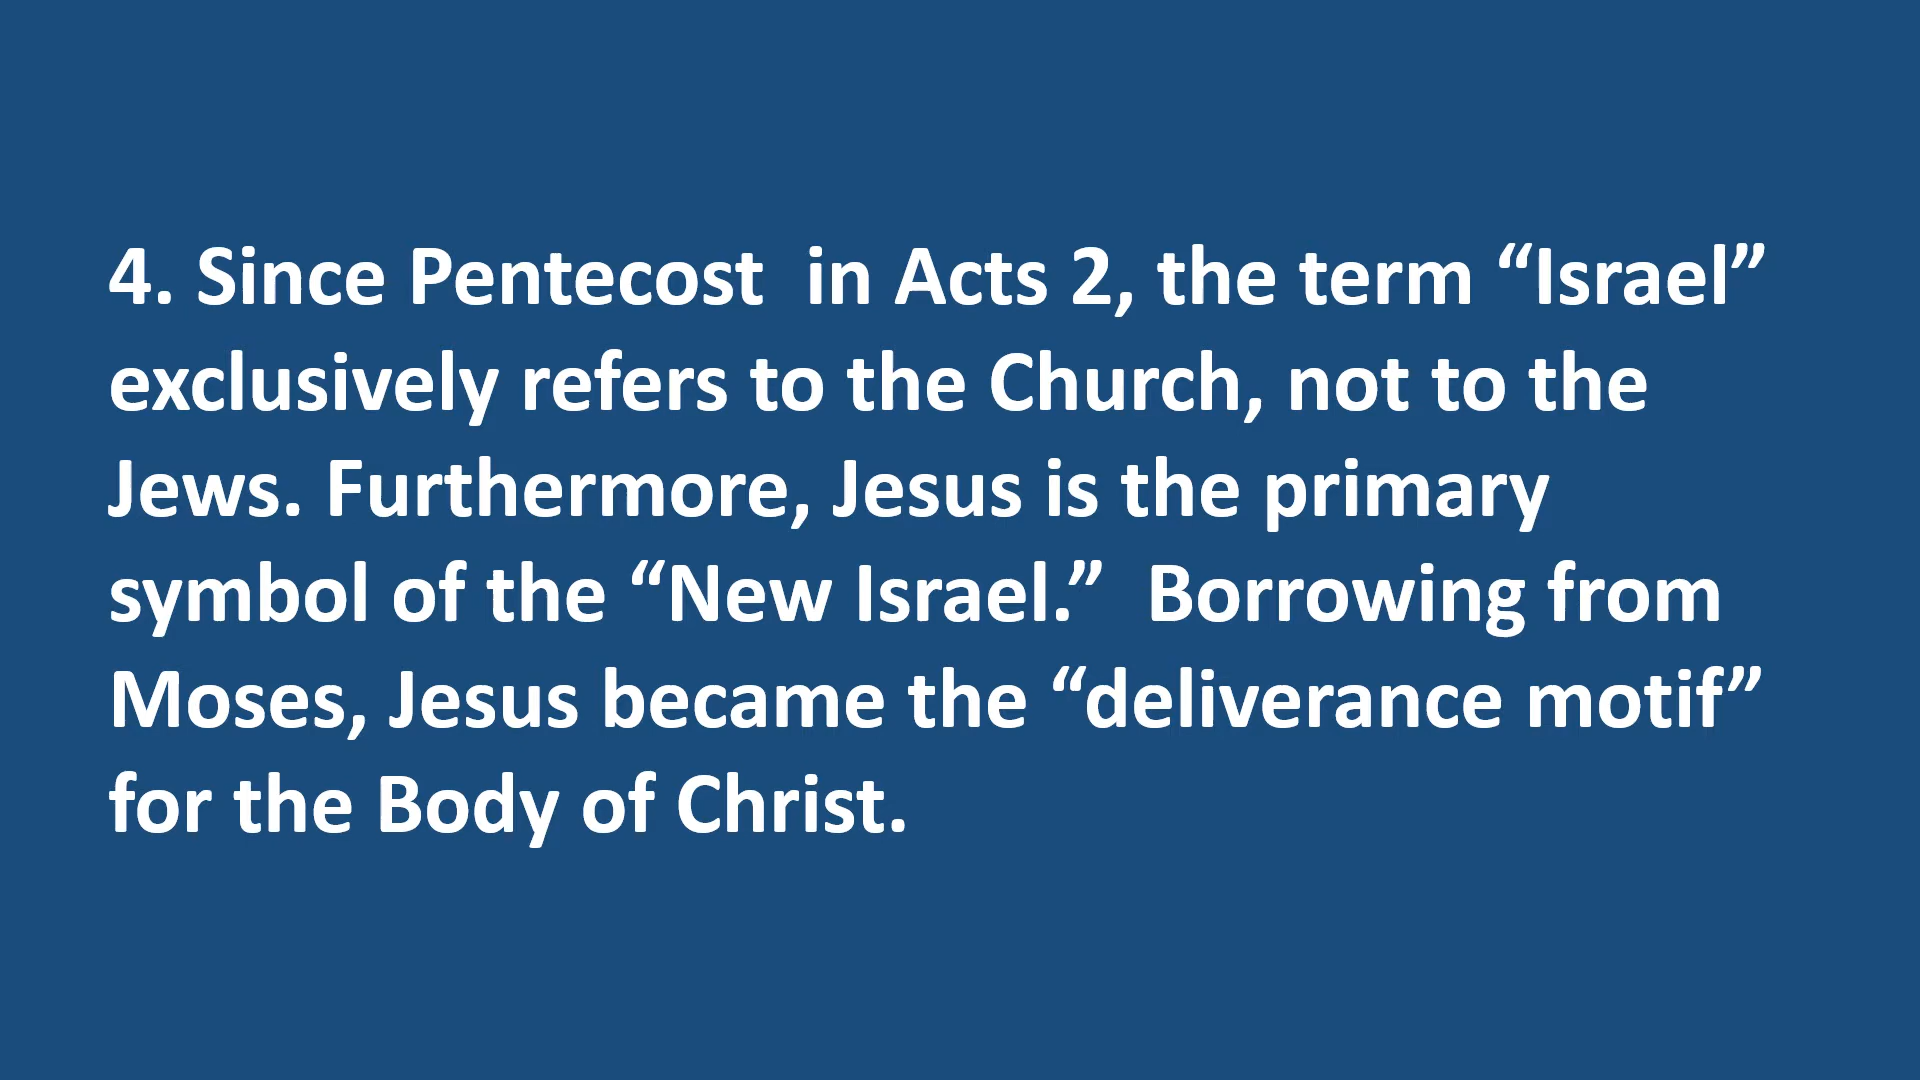 4. Since Pentecost  in Acts 2, the term “Israel”
exclusively refers to the Church, not to the
Jews. Furthermore, Jesus is the primary
symbol of the “New Israel.”  Borrowing from
Moses, Jesus became the “deliverance motif”
for the Body of Christ.